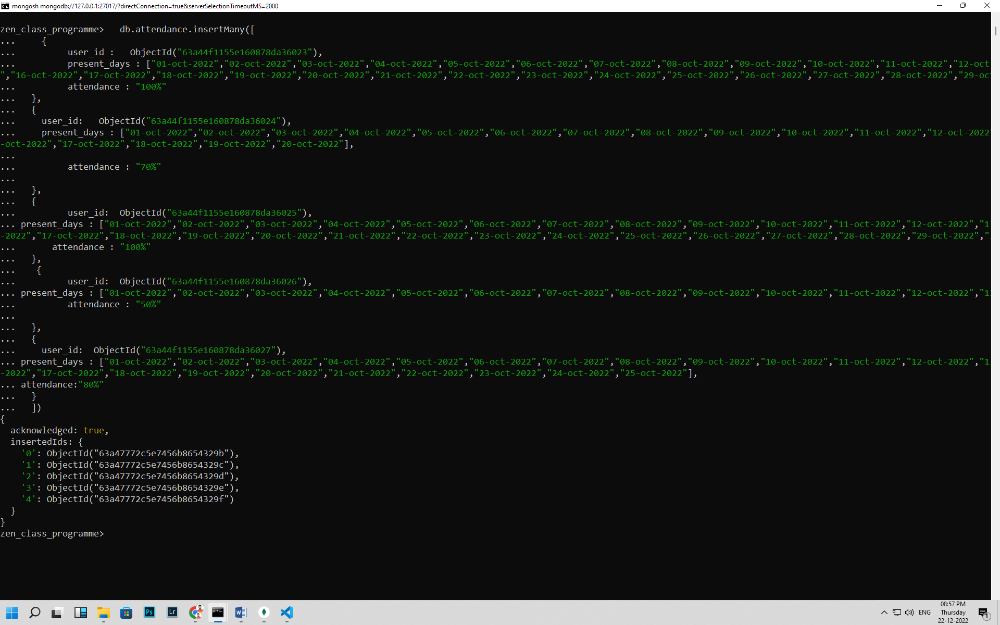 mongosh mongodb://127.0.0.1:27017/?directConnection=true&serverSelectionTimeoutMS=2000
zen_class_programme>   db.attendance.insertMany([
...     {
...          user_id :   ObjectId("63a44f1155e160878da36023"),
...          present_days : ["01-oct-2022","02-oct-2022","03-oct-2022","04-oct-2022","05-oct-2022","06-oct-2022","07-oct-2022","08-oct-2022","09-oct-2022","10-oct-2022","11-oct-2022","12-oct
","16-oct-2022","17-oct-2022","18-oct-2022","19-oct-2022","20-oct-2022","21-oct-2022","22-oct-2022","23-oct-2022","24-oct-2022","25-oct-2022","26-oct-2022","27-oct-2022","28-oct-2022","29-oct
...          attendance : "100%"
...   },
...   {
...     user_id:   ObjectId("63a44f1155e160878da36024"),
...     present_days : ["01-oct-2022","02-oct-2022","03-oct-2022","04-oct-2022","05-oct-2022","06-oct-2022","07-oct-2022","08-oct-2022","09-oct-2022","10-oct-2022","11-oct-2022","12-oct-2022"
-oct-2022","17-oct-2022","18-oct-2022","19-oct-2022","20-oct-2022"],
...
...          attendance : "70%"
...
...   },
...   {
...          user_id:  ObjectId("63a44f1155e160878da36025"),
... present_days : ["01-oct-2022","02-oct-2022","03-oct-2022","04-oct-2022","05-oct-2022","06-oct-2022","07-oct-2022","08-oct-2022","09-oct-2022","10-oct-2022","11-oct-2022","12-oct-2022","1
-2022","17-oct-2022","18-oct-2022","19-oct-2022","20-oct-2022","21-oct-2022","22-oct-2022","23-oct-2022","24-oct-2022","25-oct-2022","26-oct-2022","27-oct-2022","28-oct-2022","29-oct-2022","
...       attendance : "100%"
...   },
...    {
...          user_id:  ObjectId("63a44f1155e160878da36026"),
... present_days : ["01-oct-2022","02-oct-2022","03-oct-2022","04-oct-2022","05-oct-2022","06-oct-2022","07-oct-2022","08-oct-2022","09-oct-2022","10-oct-2022","11-oct-2022","12-oct-2022","1
...          attendance : "50%"
...
...   },
...   {
...     user_id:  ObjectId("63a44f1155e160878da36027"),
... present_days : ["01-oct-2022","02-oct-2022","03-oct-2022","04-oct-2022","05-oct-2022","06-oct-2022","07-oct-2022","08-oct-2022","09-oct-2022","10-oct-2022","11-oct-2022","12-oct-2022","1
-2022","17-oct-2022","18-oct-2022","19-oct-2022","20-oct-2022","21-oct-2022","22-oct-2022","23-oct-2022","24-oct-2022","25-oct-2022"],
... attendance:"80%"
...   }
...   ])
{
  acknowledged: true,
  insertedIds: {
    '0': ObjectId("63a47772c5e7456b8654329b"),
    '1': ObjectId("63a47772c5e7456b8654329c"),
    '2': ObjectId("63a47772c5e7456b8654329d"),
    '3': ObjectId("63a47772c5e7456b8654329e"),
    '4': ObjectId("63a47772c5e7456b8654329f")
  }
}
zen_class_programme>
Ps
Lr
ENG
08:57 PM
Thursday
22-12-2022
1